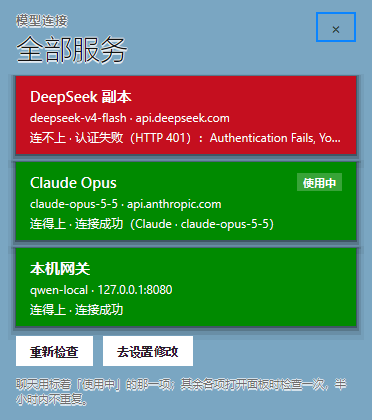 模型连接
全部服务
×
DeepSeek 副本
deepseek-v4-flash · api.deepseek.com
连不上 · 认证失败（HTTP 401）：Authentication Fails, Yo...
Claude Opus
使用中
claude-opus-5-5 · api.anthropic.com
连得上 · 连接成功（Claude · claude-opus-5-5）
本机网关
qwen-local · 127.0.0.1:8080
连得上 · 连接成功
重新检查
去设置修改
聊天用标着「使用中」的那一项；其余各项打开面板时检查一次，半
小时内不重复。